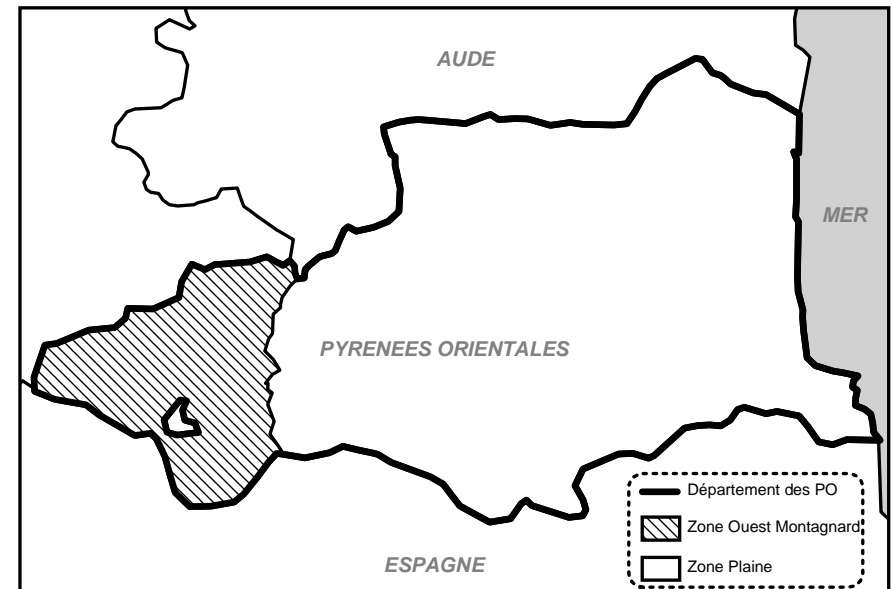 AUDE
MER
PYRENEES ORIENTALES
Département des PO
Zone Ouest Montagnard
Zone Plaine
ESPAGNE